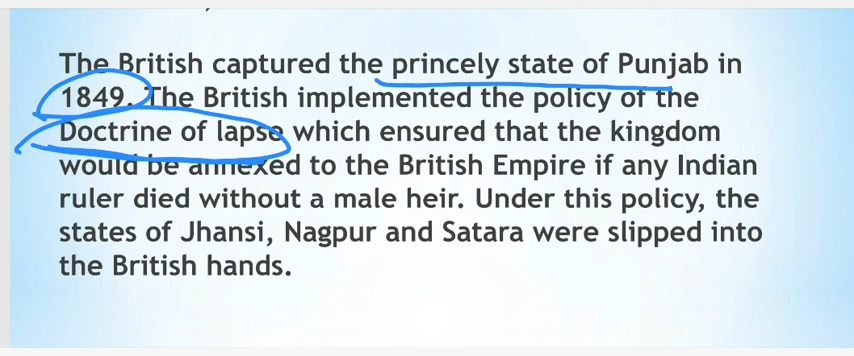 The British captured the princely state of Punjab in
1849. The British implemented the policy of the
Doctrine of lapse which ensured that the kingdom
would be annexed to the British Empire if any Indian
ruler died without a male heir. Under this policy, the
states of Jhansi, Nagpur and Satara were slipped into
the British hands.